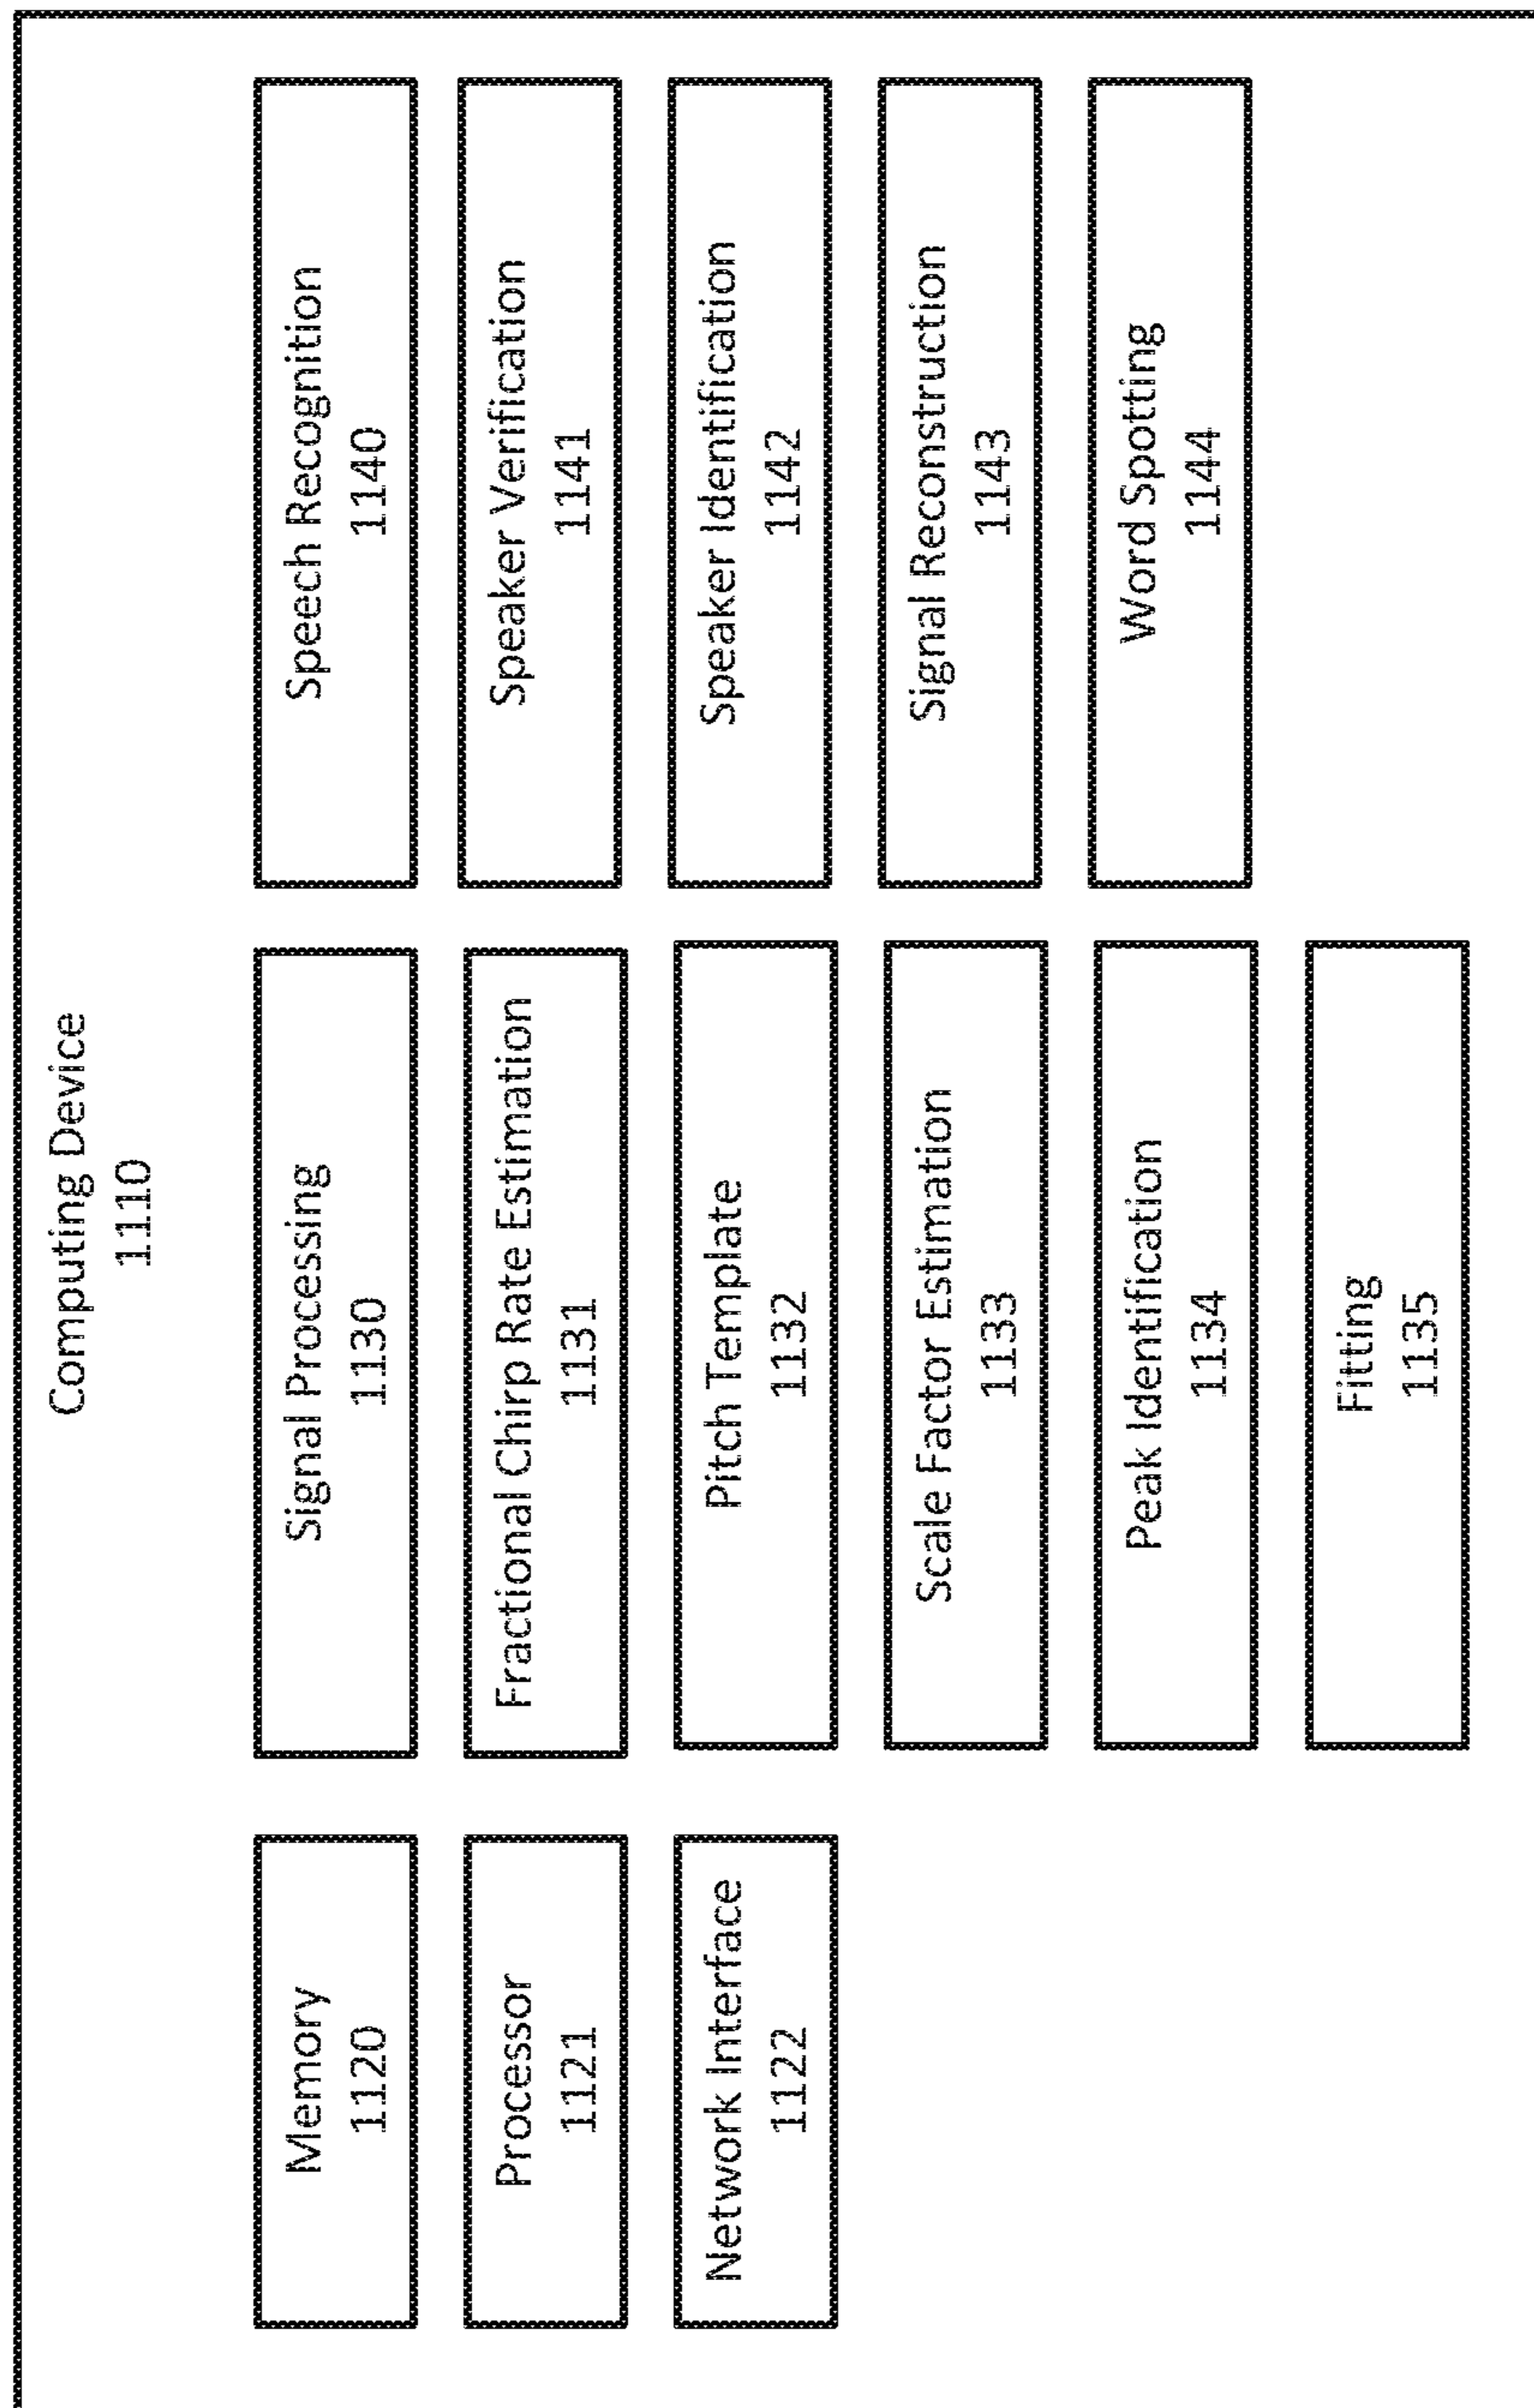 Computing Device
1110
Memory
1120
Processor
1121
Network Interface
1122
Signal Processing
1130
Fractional Chirp Rate Estimation
1131
Pitch Template
1132
Scale Factor Estimation
1133
Peak Identification
1134
Fitting
1135
Speech Recognition
1140
Speaker Verification
1141
Speaker Identification
1142
Signal Reconstruction
1143
Word Spotting
1144